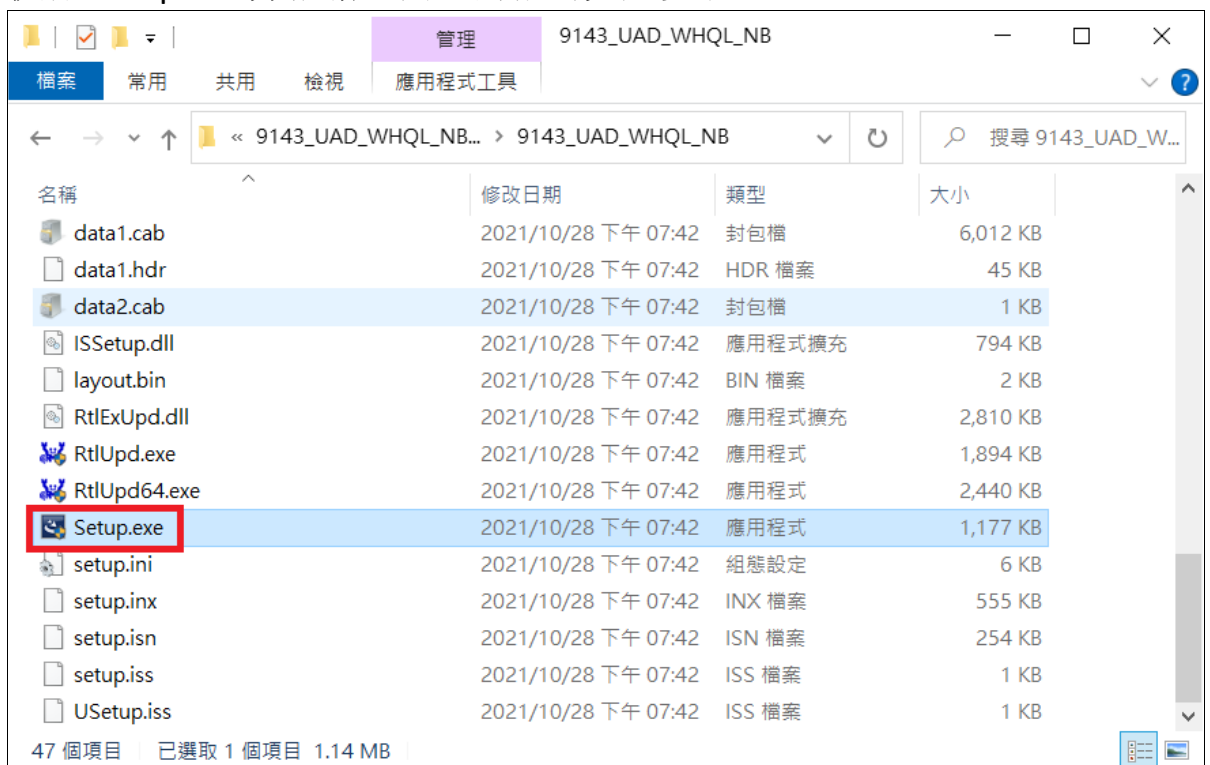 管理 9143_UAD_WHQL_NB
檔案 常用 共用 檢視 應用程式工具
« 9143_UAD_WHQL_NB... > 9143_UAD_WHQL_NB 搜尋 9143_UAD_W...
名稱 修改日期 類型 大小
data1.cab 2021/10/28 下午 07:42 封包檔 6,012 KB
data1.hdr 2021/10/28 下午 07:42 HDR 檔案 45 KB
data2.cab 2021/10/28 下午 07:42 封包檔 1 KB
ISSetup.dll 2021/10/28 下午 07:42 應用程式擴充 794 KB
layout.bin 2021/10/28 下午 07:42 BIN 檔案 2 KB
RtlExUpd.dll 2021/10/28 下午 07:42 應用程式擴充 2,810 KB
RtlUpd.exe 2021/10/28 下午 07:42 應用程式 1,894 KB
RtlUpd64.exe 2021/10/28 下午 07:42 應用程式 2,440 KB
Setup.exe 2021/10/28 下午 07:42 應用程式 1,177 KB
setup.ini 2021/10/28 下午 07:42 組態設定 6 KB
setup.inx 2021/10/28 下午 07:42 INX 檔案 555 KB
setup.isn 2021/10/28 下午 07:42 ISN 檔案 254 KB
setup.iss 2021/10/28 下午 07:42 ISS 檔案 1 KB
USetup.iss 2021/10/28 下午 07:42 ISS 檔案 1 KB
47 個項目 已選取 1 個項目 1.14 MB